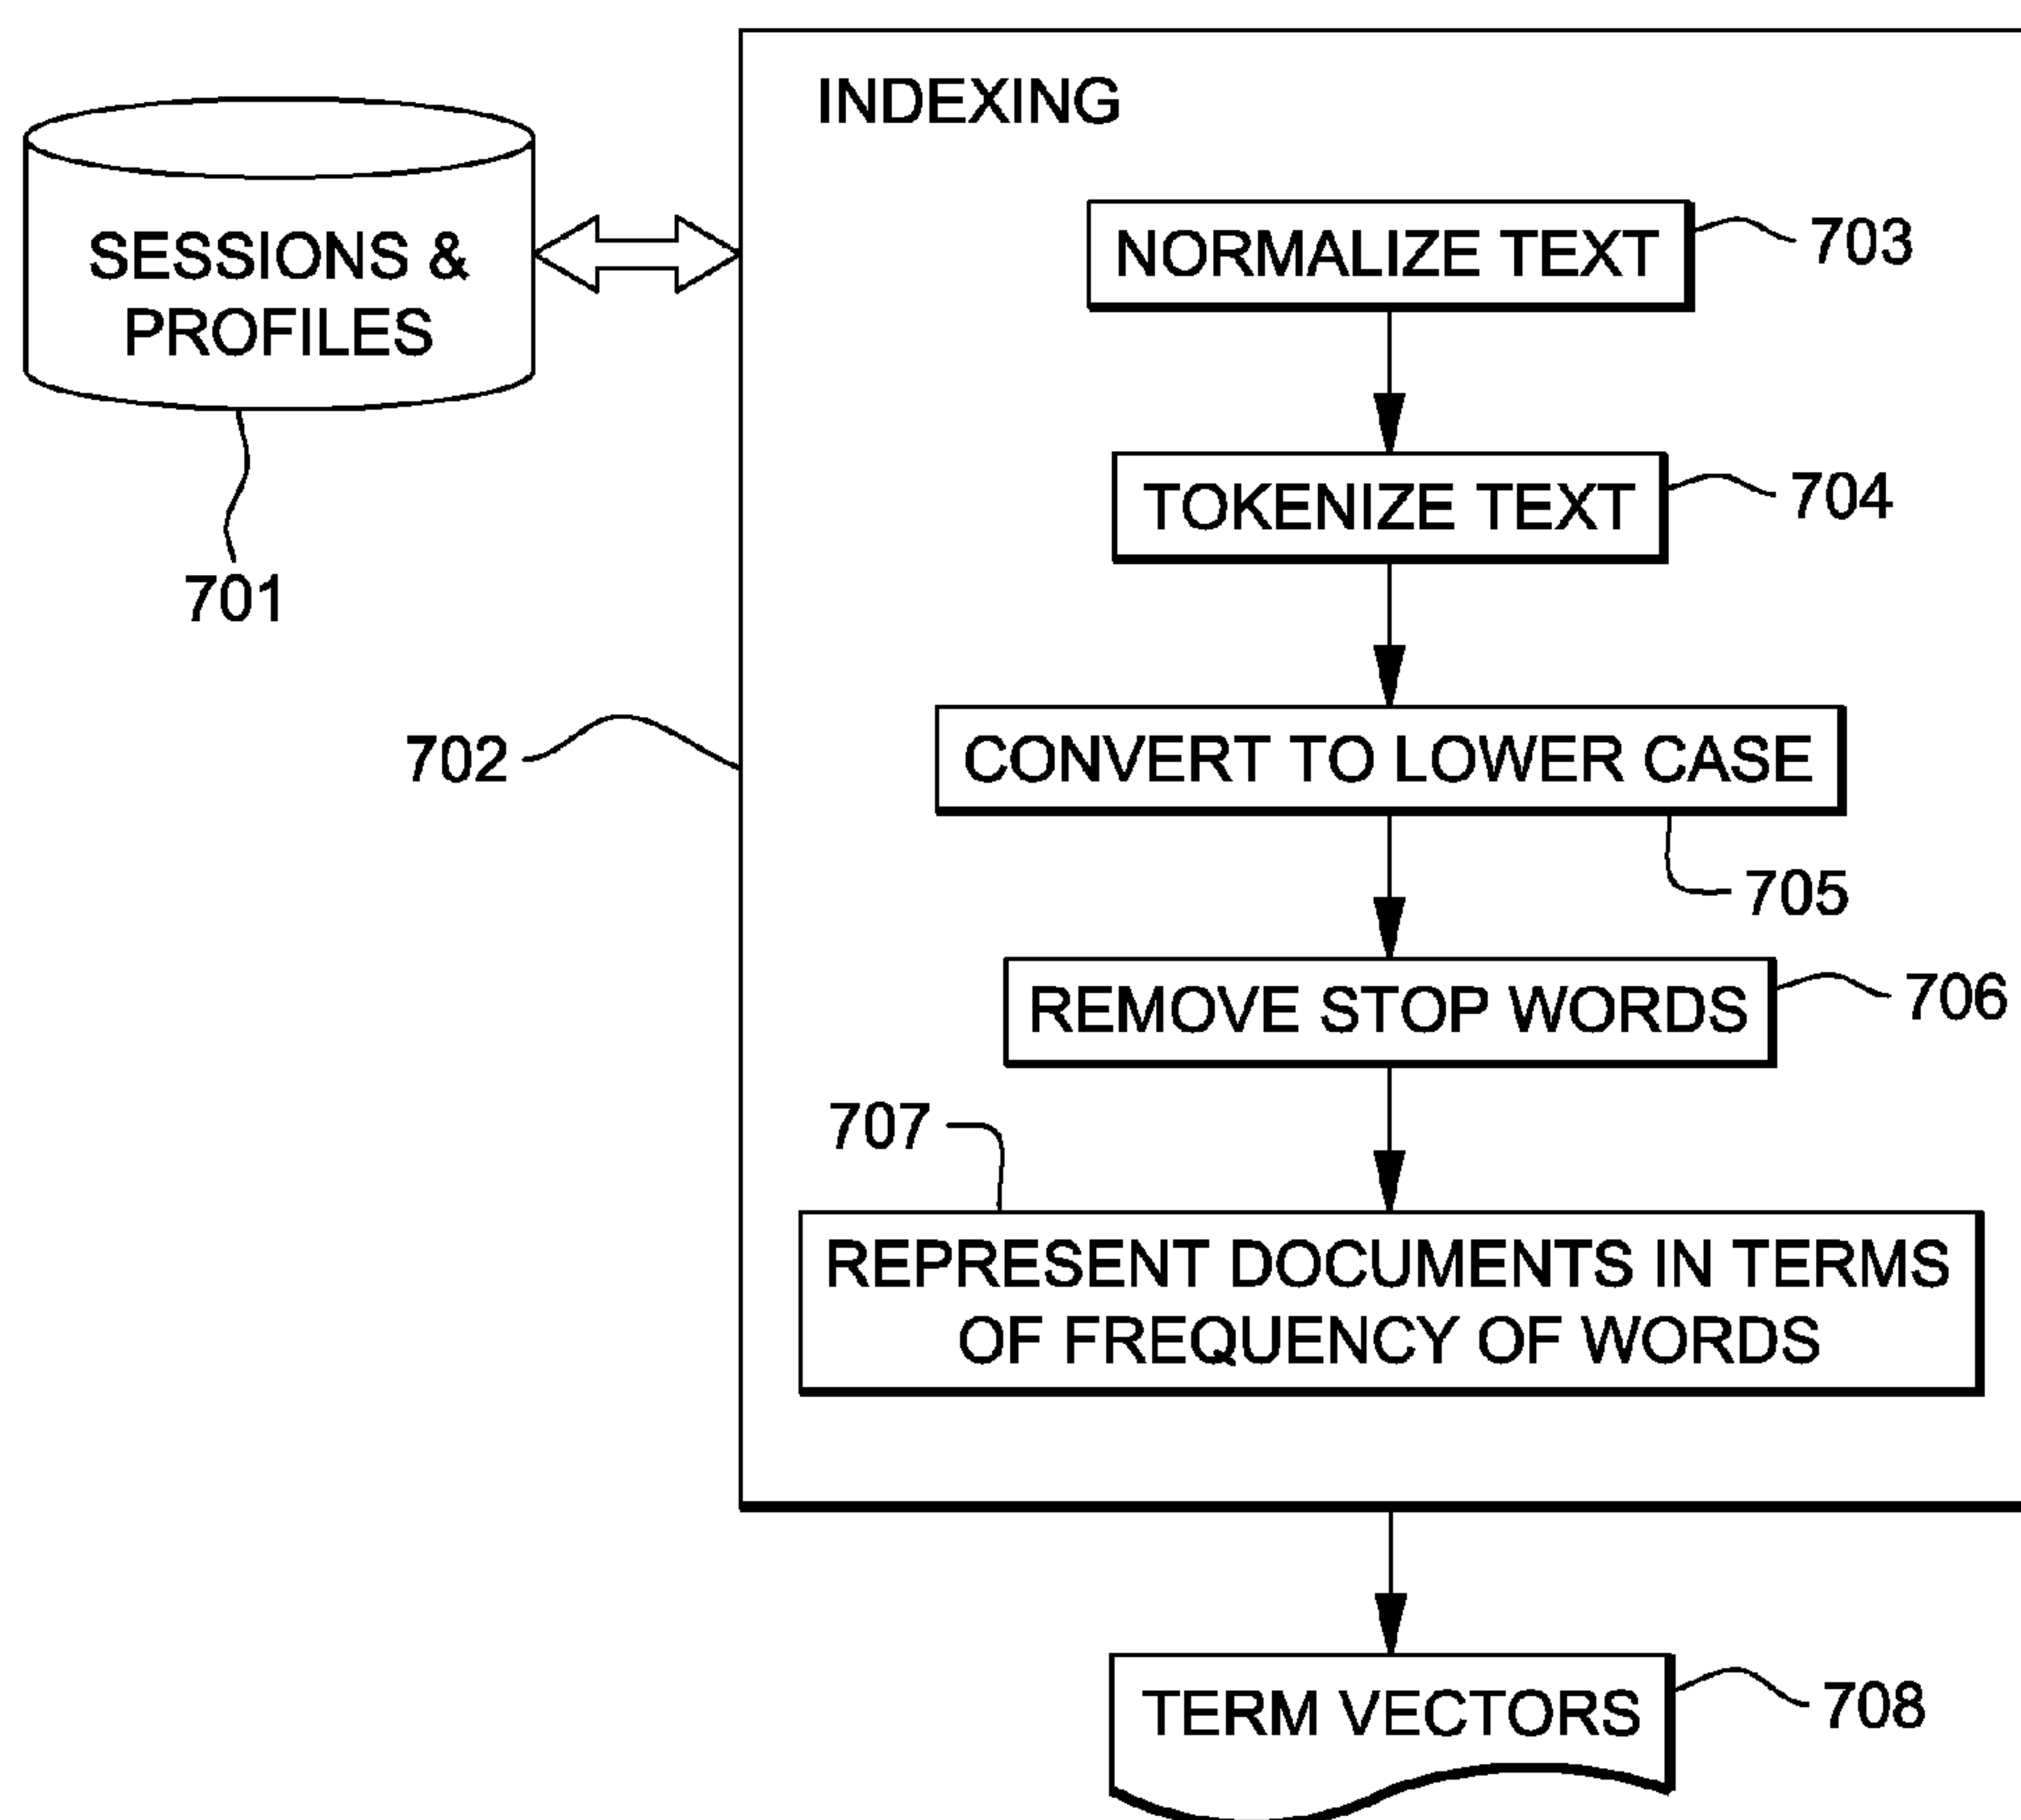 INDEXING
SESSIONS &
PROFILES
701
702
NORMALIZE TEXT
703
TOKENIZE TEXT
704
CONVERT TO LOWER CASE
705
REMOVE STOP WORDS
706
707
REPRESENT DOCUMENTS IN TERMS
OF FREQUENCY OF WORDS
TERM VECTORS
708